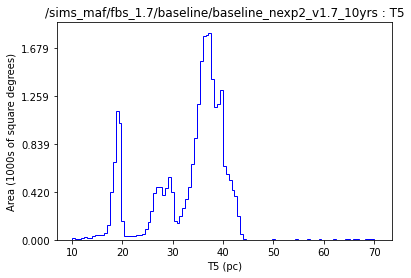 /sims_maf/fbs_1.7/baseline/baseline_nexp2_v1.7_10yrs : T5
1.679
1.259
0.839
0.420
0.000
Area (1000s of square degrees)
10 20 30 40 50 60 70
T5 (pc)